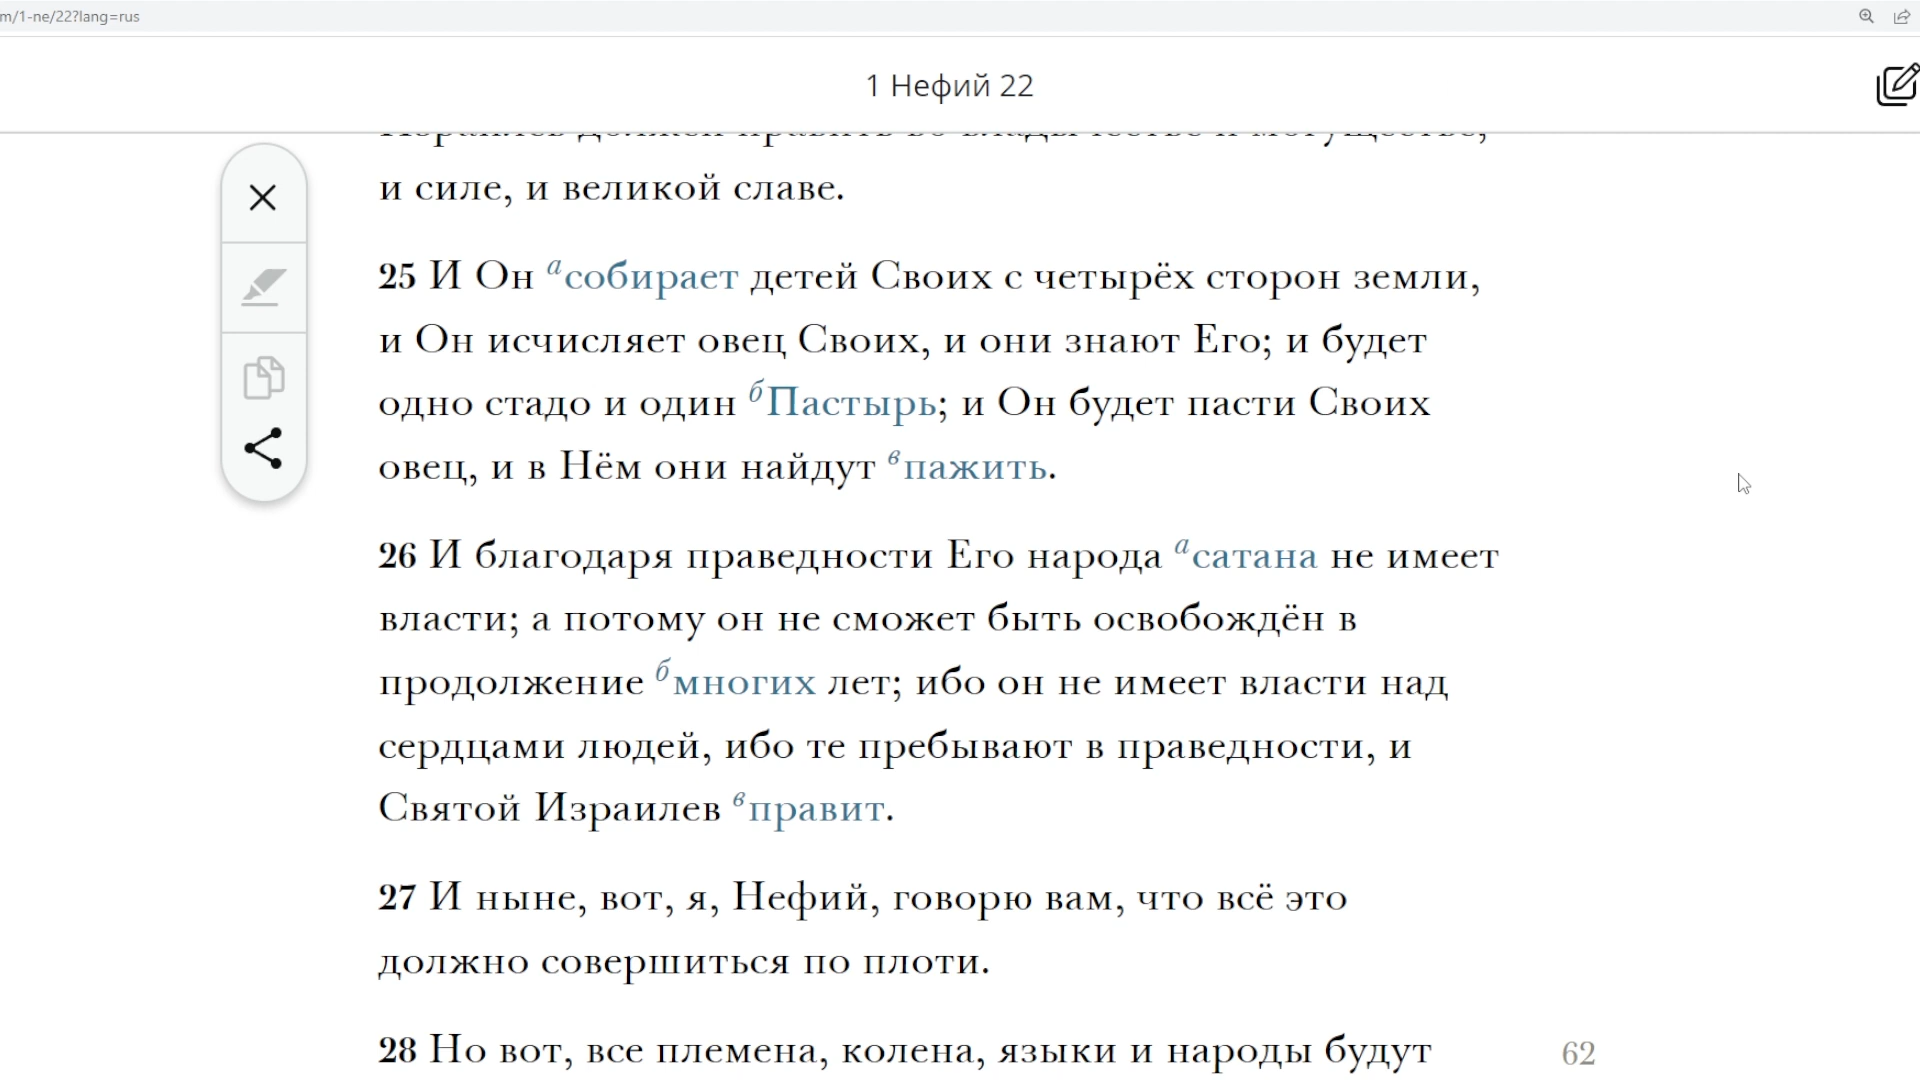 m/1-ne/22?lang=rus
1 Нефий 22
и силе, и великой славе.
25 И Он ᵃсобирает детей Своих с четырёх сторон земли,
и Он исчисляет овец Своих, и они знают Его; и будет
одно стадо и один бПастырь; и Он будет пасти Своих
овец, и в Нём они найдут впажить.
26 И благодаря праведности Его народа ᵃсатана не имеет
власти; а потому он не сможет быть освобождён в
продолжение бмногих лет; ибо он не имеет власти над
сердцами людей, ибо те пребывают в праведности, и
Святой Израилев вправит.
27 И ныне, вот, я, Нефий, говорю вам, что всё это
должно совершиться по плоти.
28 Но вот, все племена, колена, языки и народы будут
62